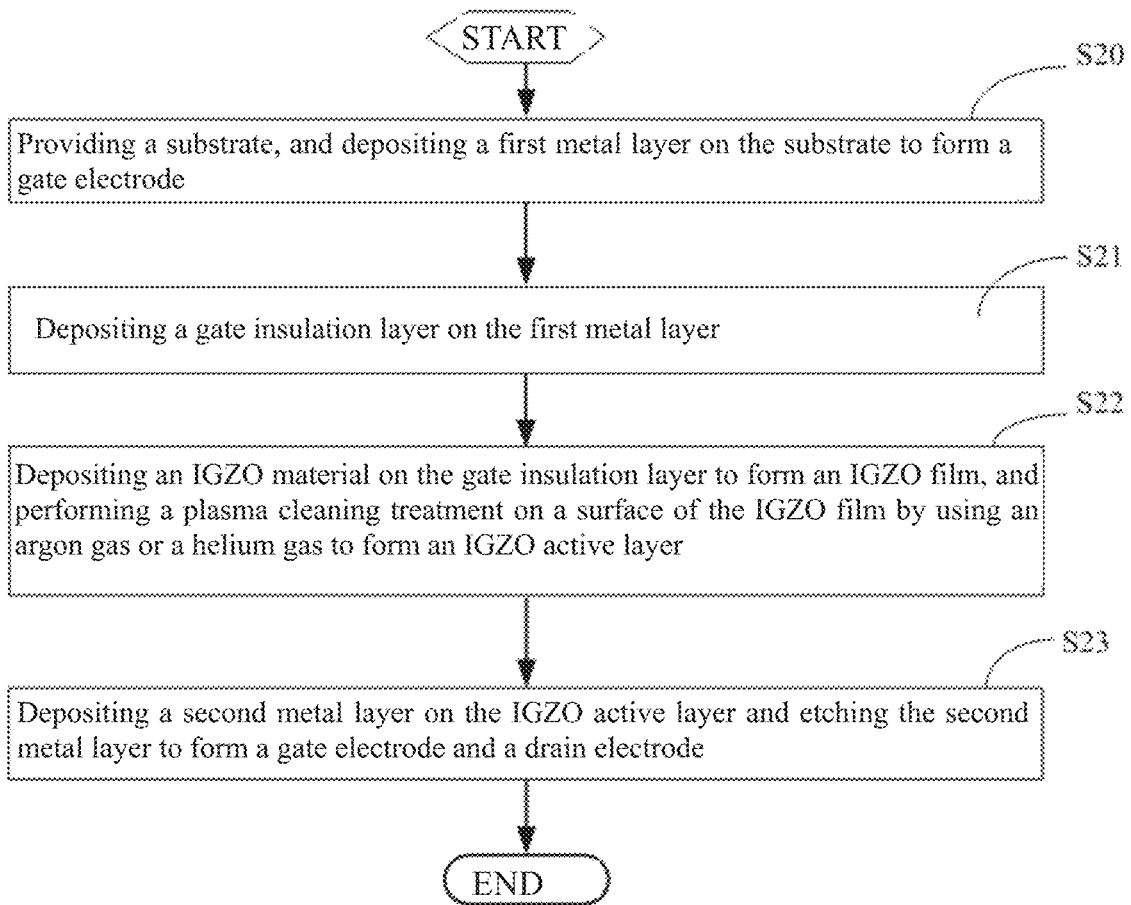 START
S20
Providing a substrate, and depositing a first metal layer on the substrate to form a
gate electrode
S21
Depositing a gate insulation layer on the first metal layer
S22
Depositing an IGZO material on the gate insulation layer to form an IGZO film, and
performing a plasma cleaning treatment on a surface of the IGZO film by using an
argon gas or a helium gas to form an IGZO active layer
S23
Depositing a second metal layer on the IGZO active layer and etching the second
metal layer to form a gate electrode and a drain electrode
END